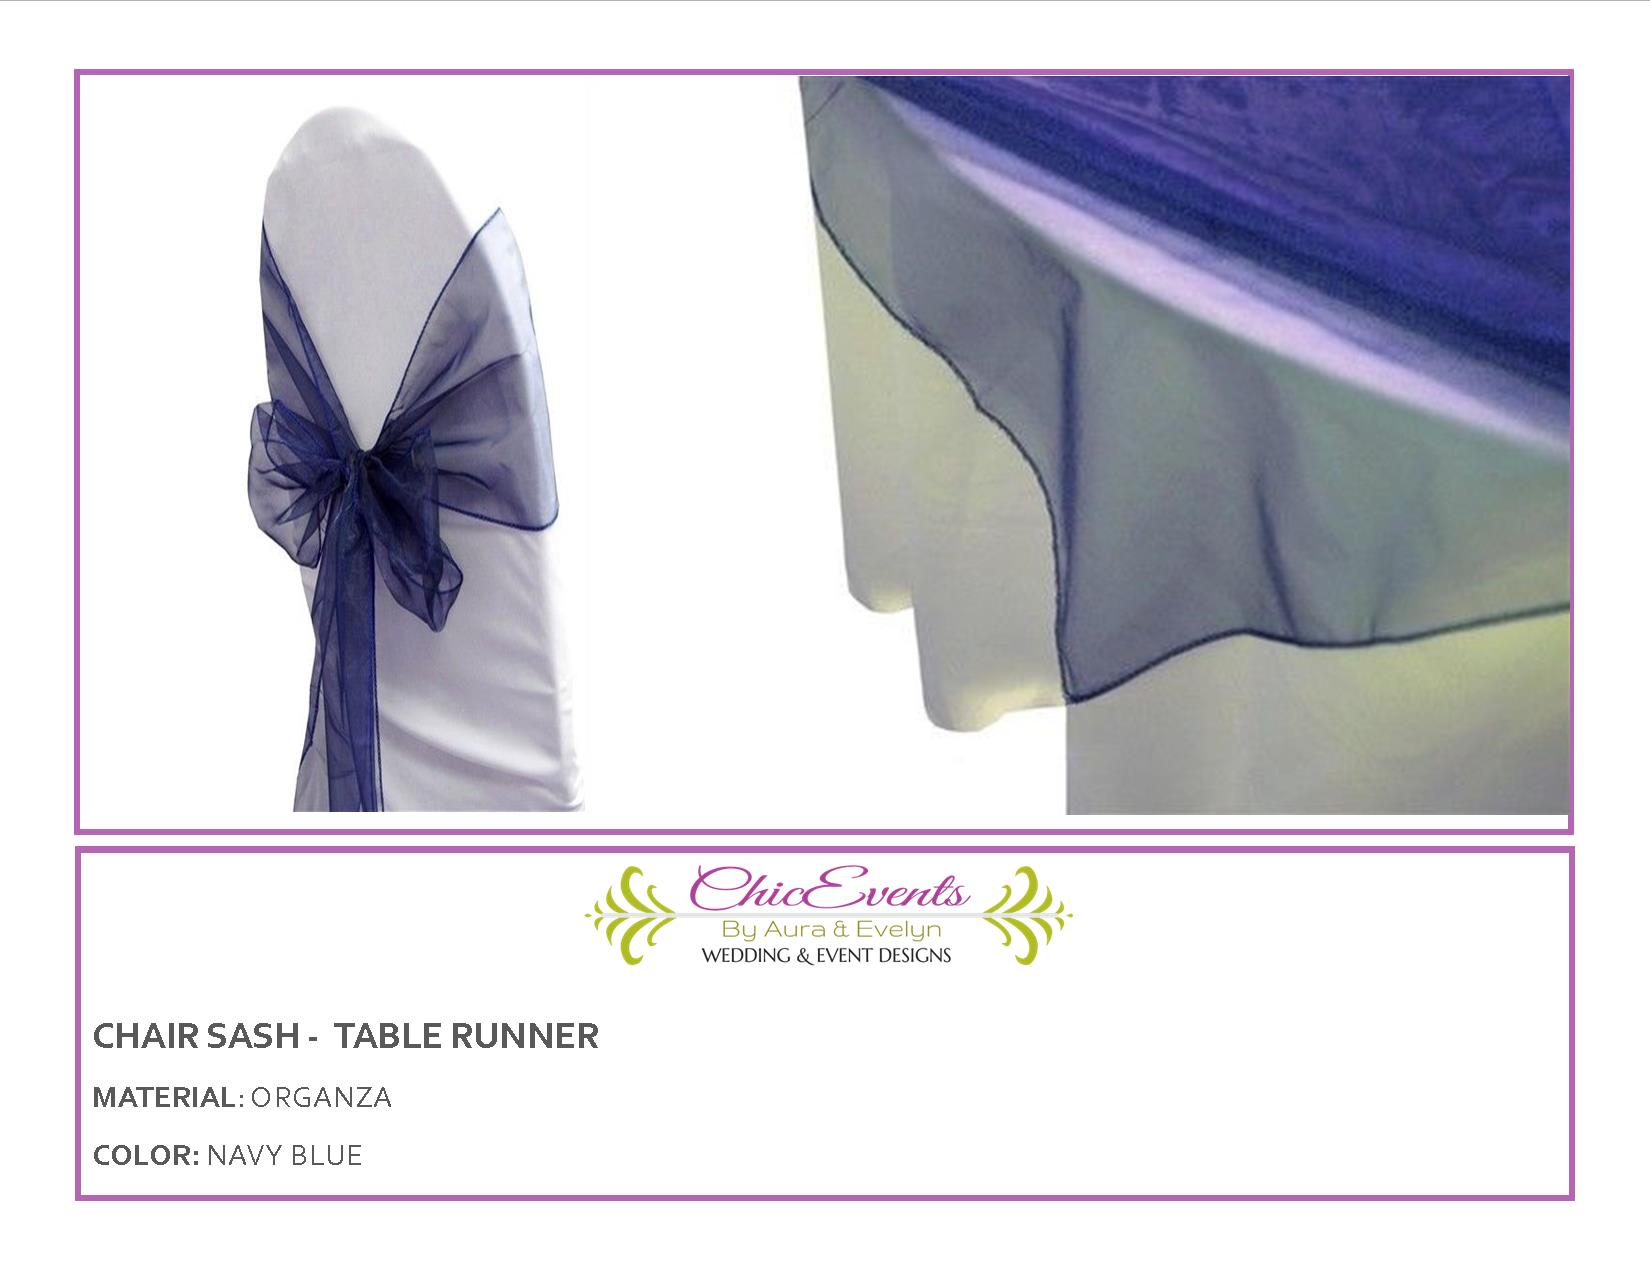 ChicEvents
By Aura & Evelyn
WEDDING & EVENT DESIGNS
CHAIR SASH - TABLE RUNNER
MATERIAL: ORGANZA
COLOR: NAVY BLUE